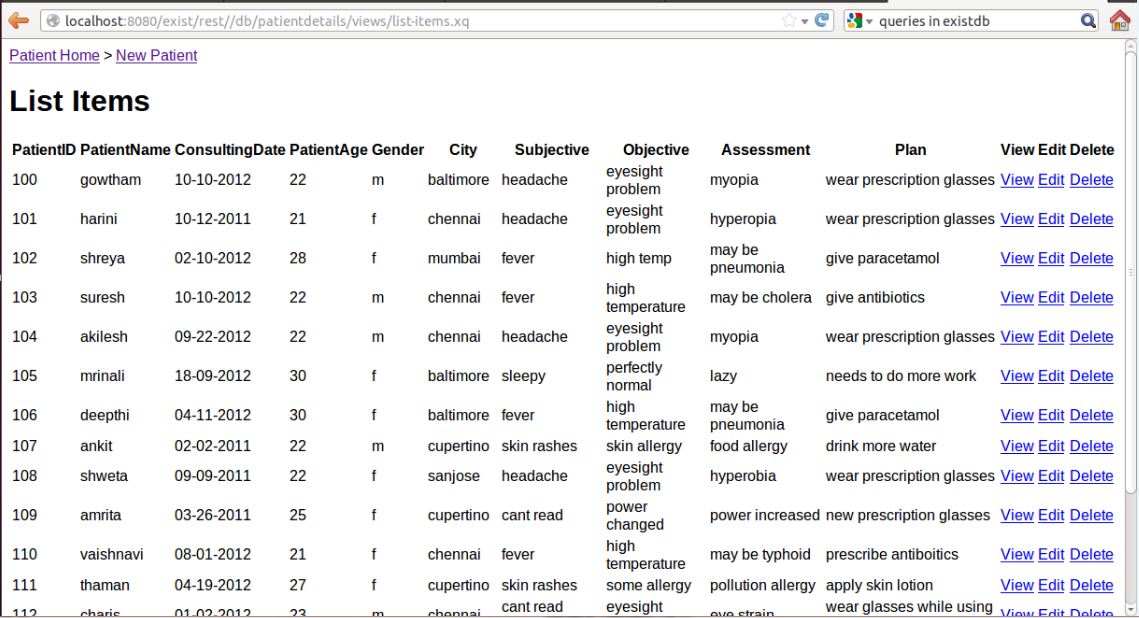 localhost:8080/exist/rest//db/patientdetails/views/list-items.xq queries in existdb
Patient Home > New Patient
List Items
PatientID PatientName ConsultingDate PatientAge Gender City Subjective Objective Assessment Plan View Edit Delete
100 gowtham 10-10-2012 22 m baltimore headache eyesight problem myopia wear prescription glasses View Edit Delete
101 harini 10-12-2011 21 f chennai headache eyesight problem hyperopia wear prescription glasses View Edit Delete
102 shreya 02-10-2012 28 f mumbai fever high temp may be pneumonia give paracetamol View Edit Delete
103 suresh 10-10-2012 22 m chennai fever high temperature may be cholera give antibiotics View Edit Delete
104 akilesh 09-22-2012 22 m chennai headache eyesight problem myopia wear prescription glasses View Edit Delete
105 mrinali 18-09-2012 30 f baltimore sleepy perfectly normal lazy needs to do more work View Edit Delete
106 deepthi 04-11-2012 30 f baltimore fever high temperature may be pneumonia give paracetamol View Edit Delete
107 ankit 02-02-2011 22 m cupertino skin rashes skin allergy food allergy drink more water View Edit Delete
108 shweta 09-09-2011 22 f sanjose headache eyesight problem hyperobia wear prescription glasses View Edit Delete
109 amrita 03-26-2011 25 f cupertino cant read power changed power increased new prescription glasses View Edit Delete
110 vaishnavi 08-01-2012 21 f chennai fever high temperature may be typhoid prescribe antiboitics View Edit Delete
111 thaman 04-19-2012 27 f cupertino skin rashes some allergy pollution allergy apply skin lotion View Edit Delete
112 charis 01-02-2012 23 m chennai cant read eyesight eye strain wear glasses while using View Edit Delete